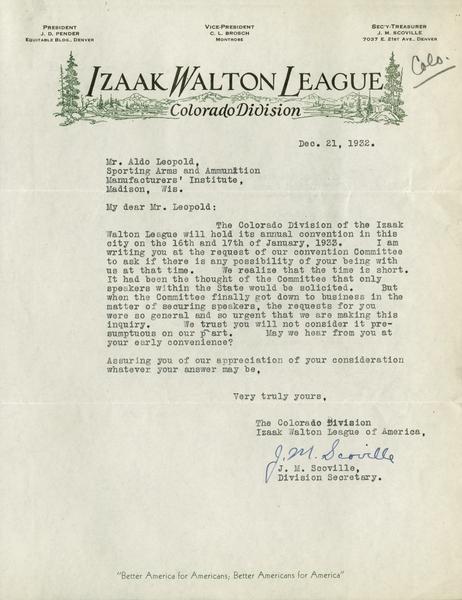 PRESIDENT
J. D. PENDER
EQUITABLE BLDG., DENVER
VICE-PRESIDENT
C. L. BROSCH
MONTROSE
SEC'Y-TREASURER
J. M. SCOVILLE
7037 E. 21ST AVE., DENVER
Colo.
IZAAK WALTON LEAGUE
Colorado Division
Dec. 21, 1932.
Mr. Aldo Leopold,
Sporting Arms and Ammunition
Manufacturers' Institute,
Madison, Wis.
My dear Mr. Leopold:
The Colorado Division of the Izaak
Walton League will hold its annual convention in this
city on the 16th and 17th of January, 1933. I am
writing you at the request of our convention Committee
to ask if there is any possibility of your being with
us at that time. We realize that the time is short.
It had been the thought of the Committee that only
speakers within the State would be solicited. But
when the Committee finally got down to business in the
matter of securing speakers, the requests for you
were so general and so urgent that we are making this
inquiry. We trust you will not consider it pre-
sumptuous on our part. May we hear from you at
your early convenience?
Assuring you of our appreciation of your consideration
whatever your answer may be,
Very truly yours,
The Colorado Division
Izaak Walton League of America,
J. M. Scoville
J. M. Scoville,
Division Secretary.
"Better America for Americans; Better Americans for America"